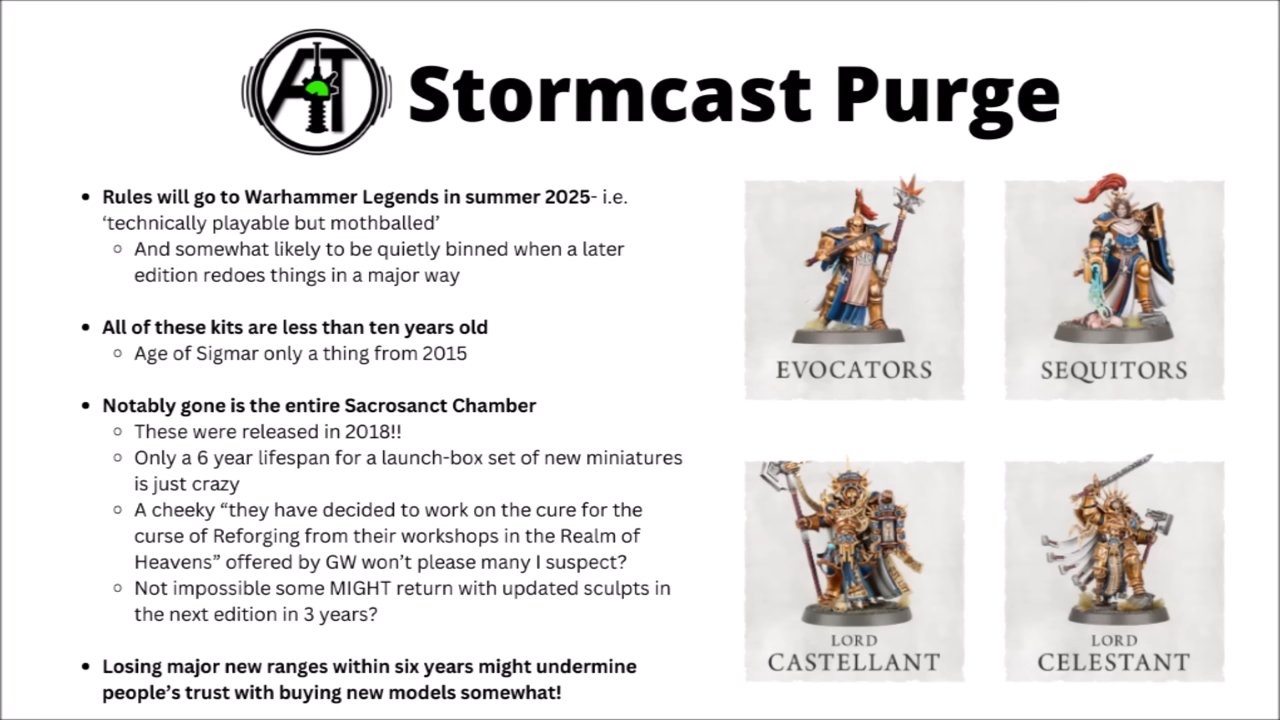 AT
Stormcast Purge
• Rules will go to Warhammer Legends in summer 2025- i.e.
‘technically playable but mothballed’
○ And somewhat likely to be quietly binned when a later
edition redoes things in a major way
• All of these kits are less than ten years old
○ Age of Sigmar only a thing from 2015
• Notably gone is the entire Sacrosanct Chamber
○ These were released in 2018!!
○ Only a 6 year lifespan for a launch-box set of new miniatures
is just crazy
○ A cheeky “they have decided to work on the cure for the
curse of Reforging from their workshops in the Realm of
Heavens” offered by GW won’t please many I suspect?
○ Not impossible some MIGHT return with updated sculpts in
the next edition in 3 years?
• Losing major new ranges within six years might undermine
people’s trust with buying new models somewhat!
EVOCATORS
SEQUITORS
LORD
CASTELLANT
LORD
CELESTANT